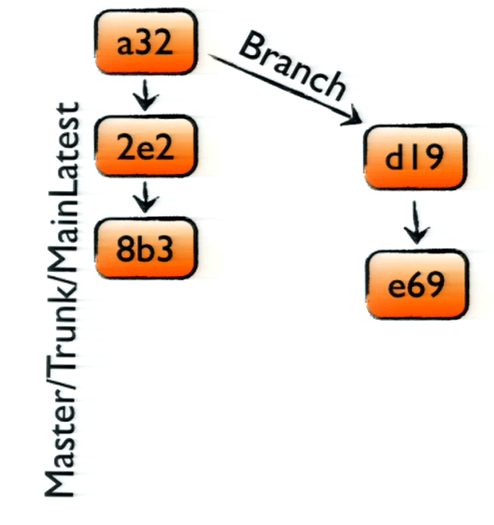 a32
Branch
2e2
d19
8b3
e69
Master/Trunk/MainLatest